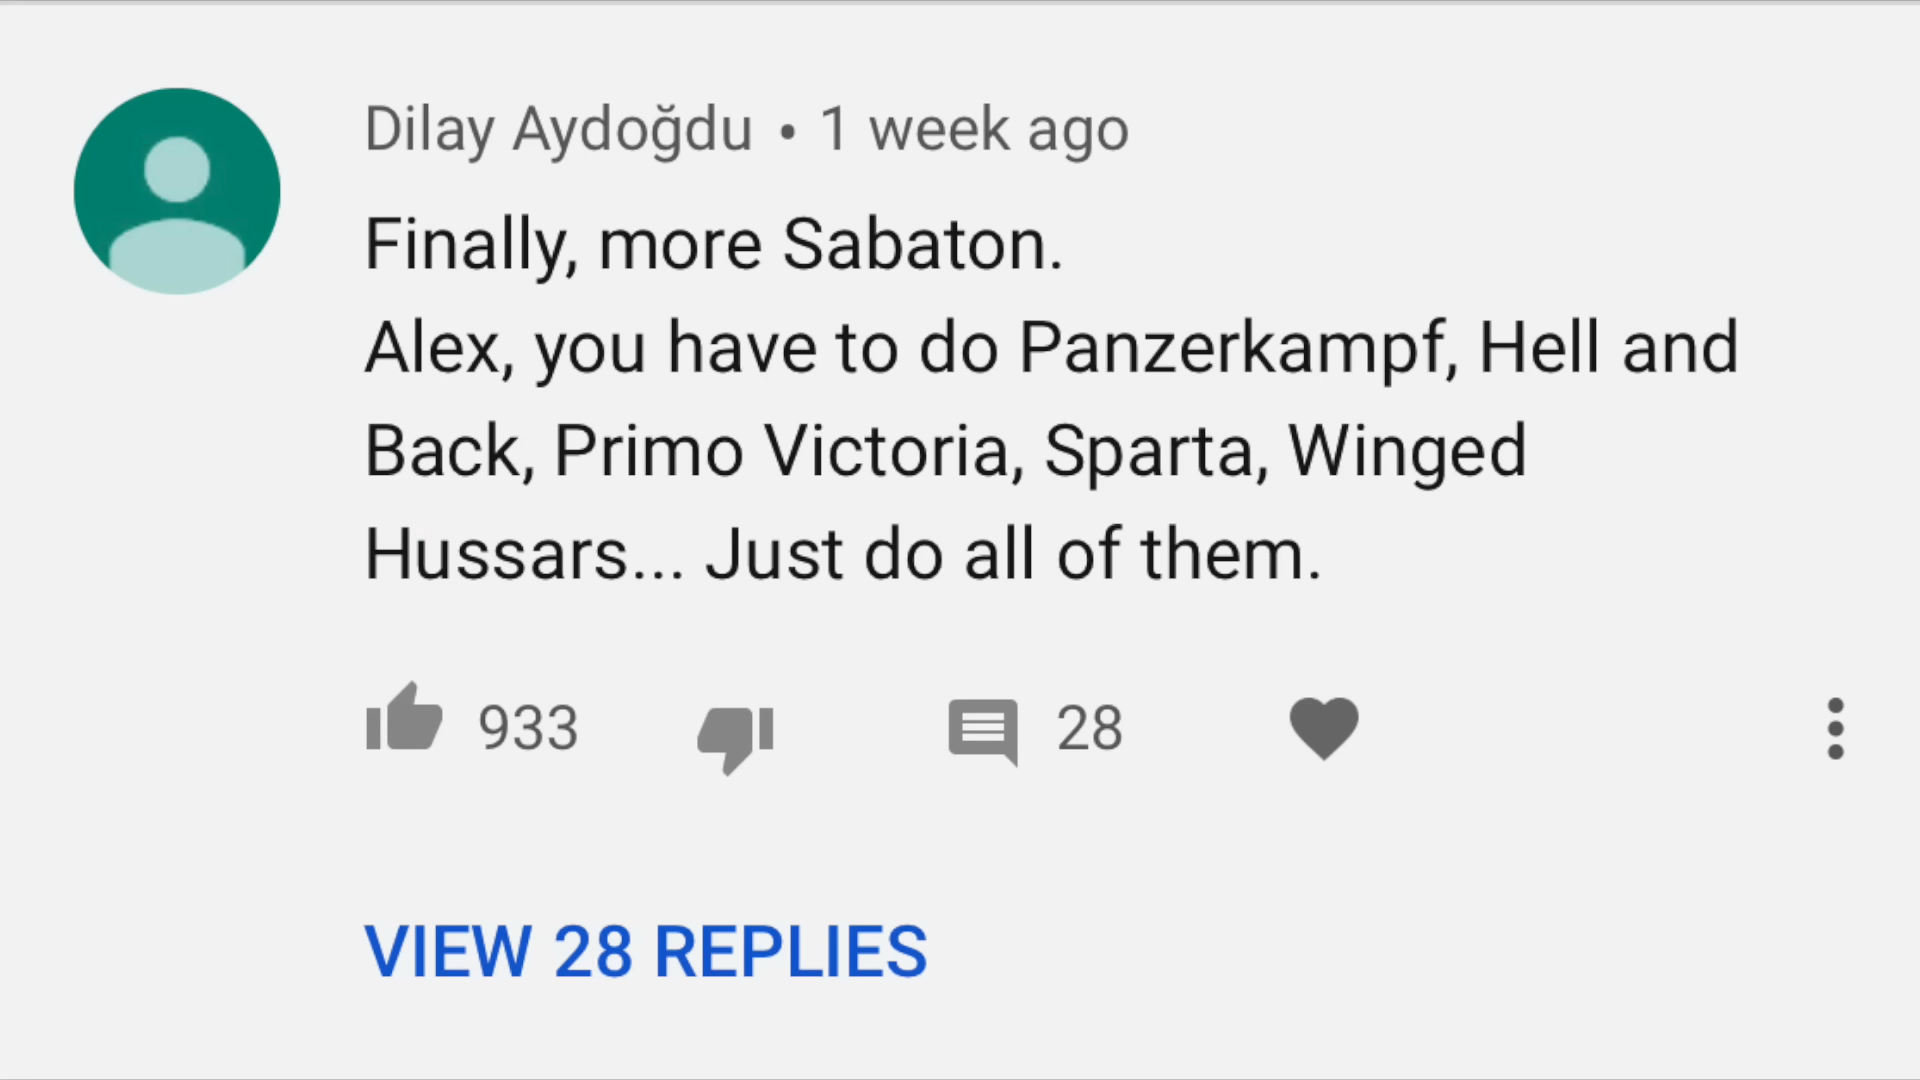 Dilay Aydoğdu • 1 week ago
Finally, more Sabaton.
Alex, you have to do Panzerkampf, Hell and
Back, Primo Victoria, Sparta, Winged
Hussars... Just do all of them.
933 28
VIEW 28 REPLIES